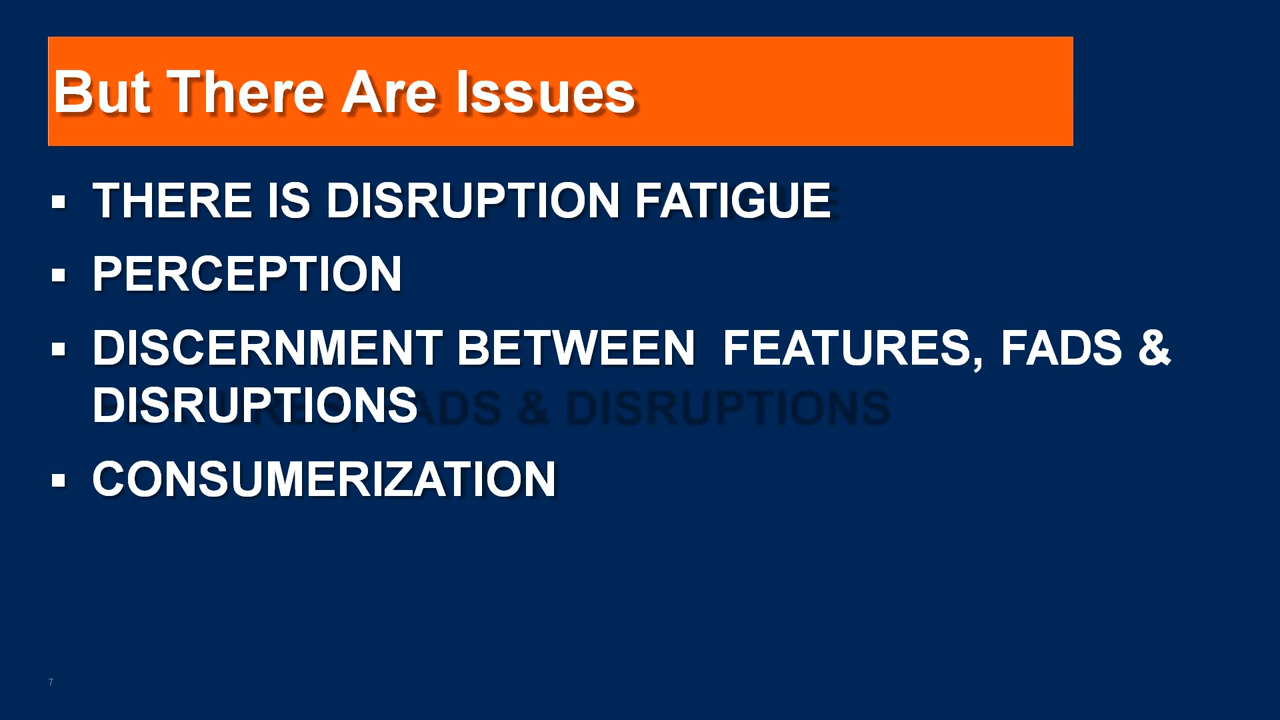 But There Are Issues
▪ THERE IS DISRUPTION FATIGUE
▪ PERCEPTION
▪ DISCERNMENT BETWEEN  FEATURES, FADS &
DISRUPTIONS
▪ CONSUMERIZATION
7